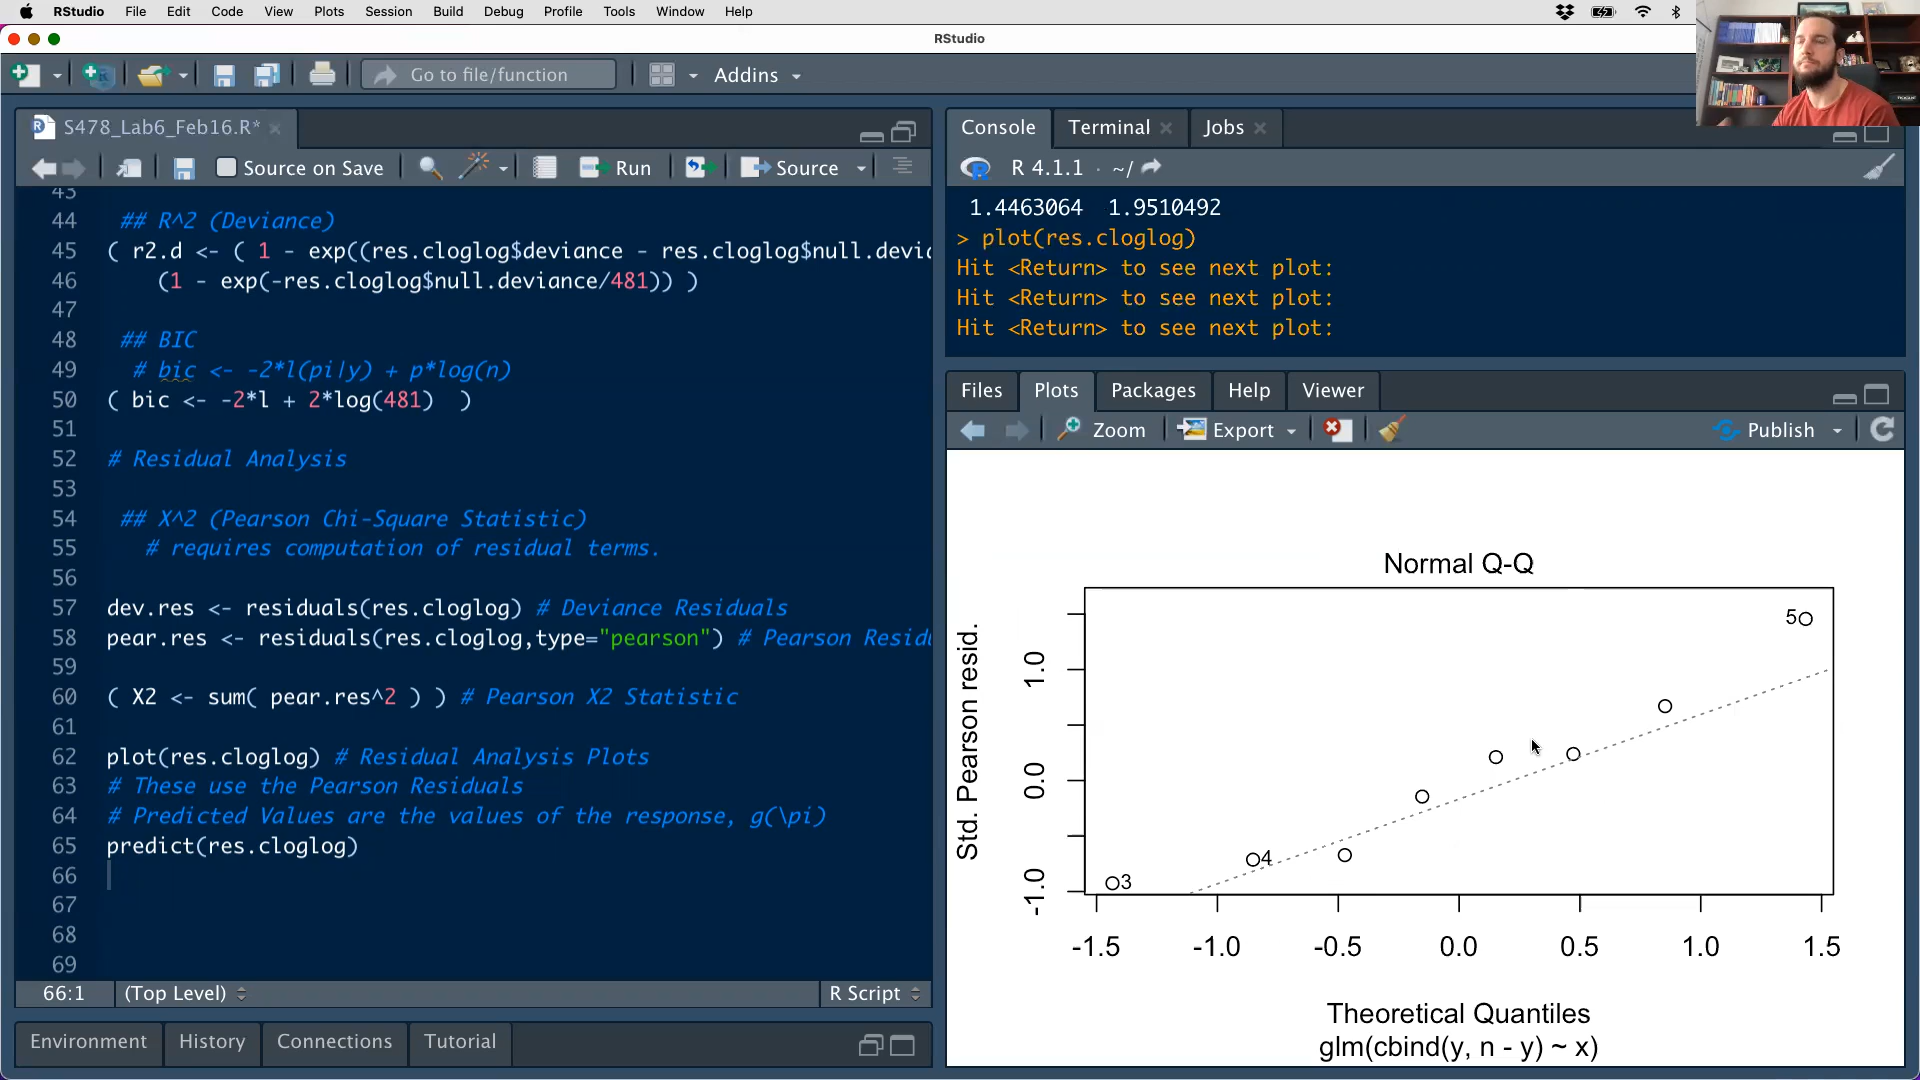 RStudio File Edit Code View Plots Session Build Debug Profile Tools Window Help
RStudio
Go to file/function
Addins
S478_Lab6_Feb16.R*
Source on Save
Run
Source
43
44 ## R^2 (Deviance)
45 ( r2.d <- ( 1 - exp((res.cloglog$deviance - res.cloglog$null.devi
46 (1 - exp(-res.cloglog$null.deviance/481)) )
47
48 ## BIC
49 # bic <- -2*l(pi|y) + p*log(n)
50 ( bic <- -2*l + 2*log(481) )
51
52 # Residual Analysis
53
54 ## X^2 (Pearson Chi-Square Statistic)
55 # requires computation of residual terms.
56
57 dev.res <- residuals(res.cloglog) # Deviance Residuals
58 pear.res <- residuals(res.cloglog,type="pearson") # Pearson Resid
59
60 ( X2 <- sum( pear.res^2 ) ) # Pearson X2 Statistic
61
62 plot(res.cloglog) # Residual Analysis Plots
63 # These use the Pearson Residuals
64 # Predicted Values are the values of the response, g(\pi)
65 predict(res.cloglog)
66
67
68
69
66:1 (Top Level) R Script
Environment History Connections Tutorial
Console Terminal Jobs
R 4.1.1 · ~/
1.4463064 1.9510492
> plot(res.cloglog)
Hit <Return> to see next plot:
Hit <Return> to see next plot:
Hit <Return> to see next plot:
Files Plots Packages Help Viewer
Zoom Export Publish
Normal Q-Q
Std. Pearson resid.
1.0
0.0
-1.0
5
4
3
-1.5 -1.0 -0.5 0.0 0.5 1.0 1.5
Theoretical Quantiles
glm(cbind(y, n - y) ~ x)